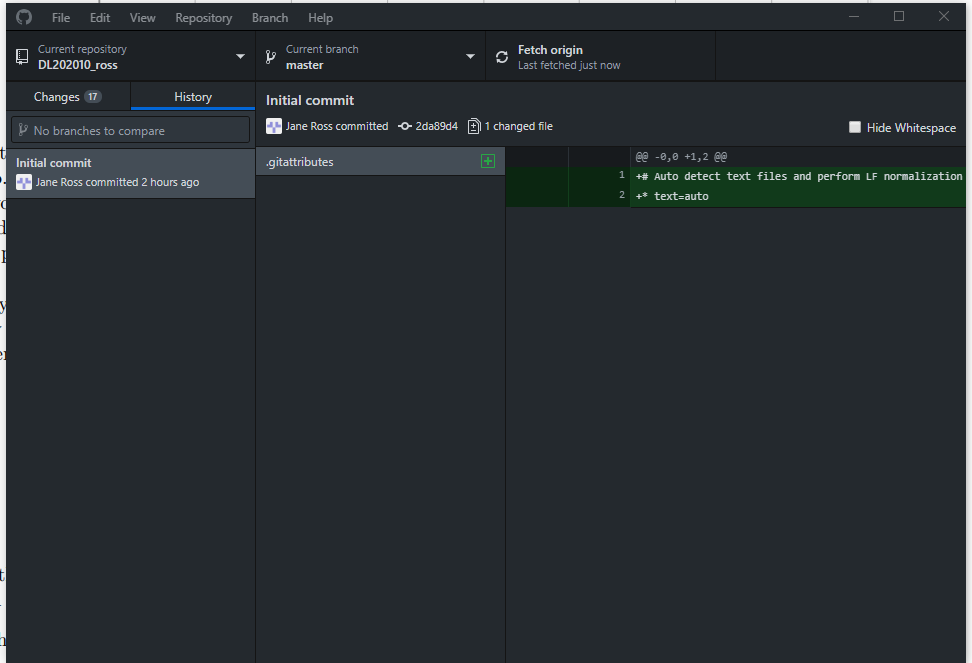 File Edit View Repository Branch Help
Current repository
DL202010_ross
Current branch
master
Fetch origin
Last fetched just now
Changes 17
History
No branches to compare
Initial commit
Jane Ross committed 2 hours ago
Initial commit
Jane Ross committed 2da89d4 1 changed file
Hide Whitespace
.gitattributes
@@ -0,0 +1,2 @@
1 +# Auto detect text files and perform LF normalization
2 +* text=auto